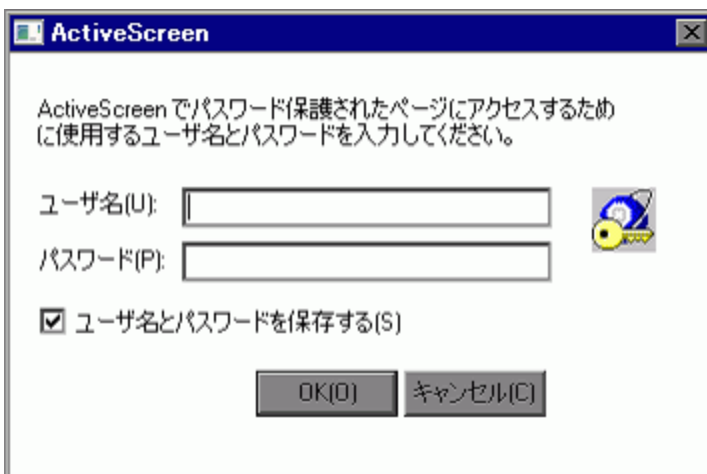 ActiveScreen
ActiveScreen でパスワード保護されたページにアクセスするため
に使用するユーザ名とパスワードを入力してください。
ユーザ名(U):
パスワード(P):
ユーザ名とパスワードを保存する(S)
OK(O) キャンセル(C)